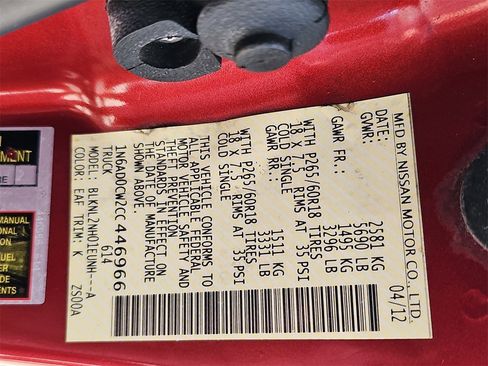 MFD BY NISSAN MOTOR CO., LTD.
DATE: 04/12
GVWR: 2581 KG
5690 LB
GAWR FR.: 1495 KG
3296 LB
WITH P265/60R18 TIRES
18 X 7.5 RIMS AT 35 PSI
COLD SINGLE
GAWR RR.: 1511 KG
3331 LB
WITH P265/60R18 TIRES
18 X 7.5 RIMS AT 35 PSI
COLD SINGLE
THIS VEHICLE CONFORMS TO
ALL APPLICABLE FEDERAL
MOTOR VEHICLE SAFETY AND
THEFT PREVENTION
STANDARDS IN EFFECT ON
THE DATE OF MANUFACTURE
SHOWN ABOVE.
1N6AD0CW2CC446966
TRUCK 614
MODEL: BLKNLZNHD1EUNH---A
COLOR: EAF TRIM: K ZS00A
MANUAL